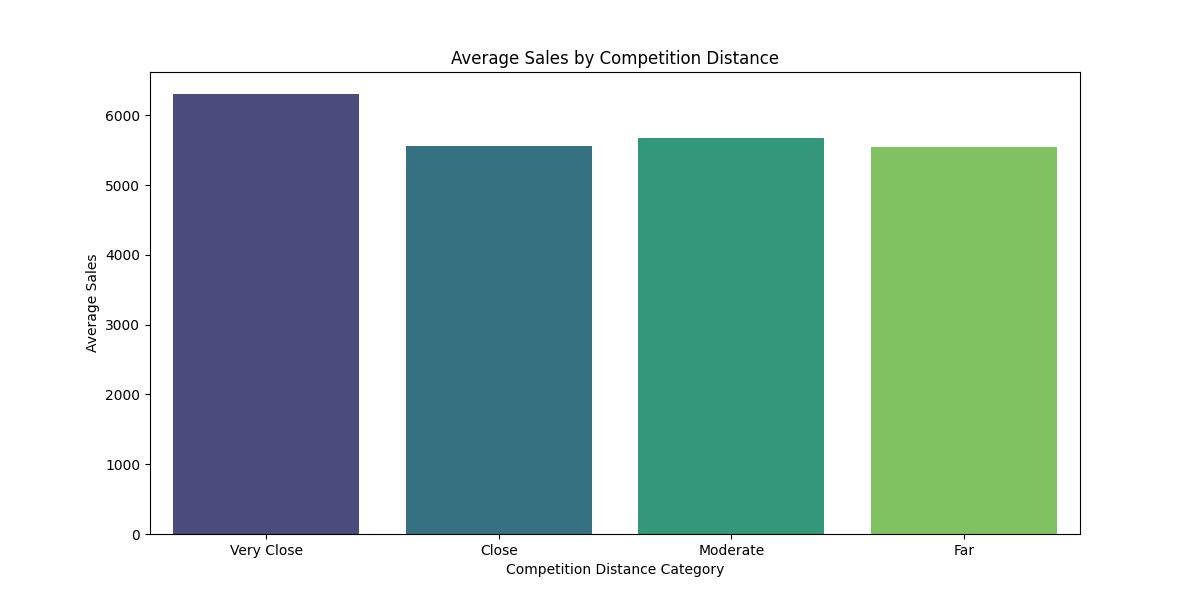 Average Sales by Competition Distance
6000
5000
4000
3000
2000
1000
0
Average Sales
Very Close Close Moderate Far
Competition Distance Category